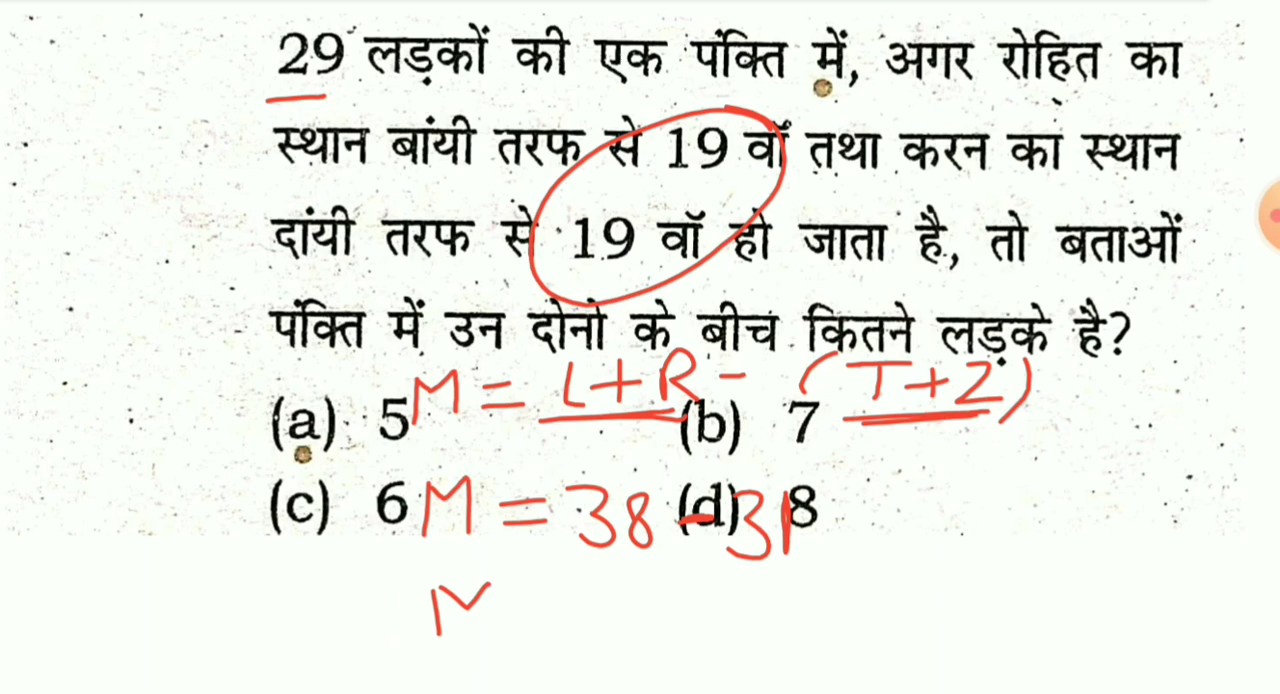 29 लड़कों की एक पंक्ति में, अगर रोहित का
स्थान बांयी तरफ से 19 वॉ तथा करन का स्थान
दांयी तरफ से 19 वॉ हो जाता है, तो बताओं
पंक्ति में उन दोनो के बीच कितने लड़के है?
M = L+R - (T+2)
(a) 5 (b) 7
(c) 6 (d) 8
M = 38 - 31
M